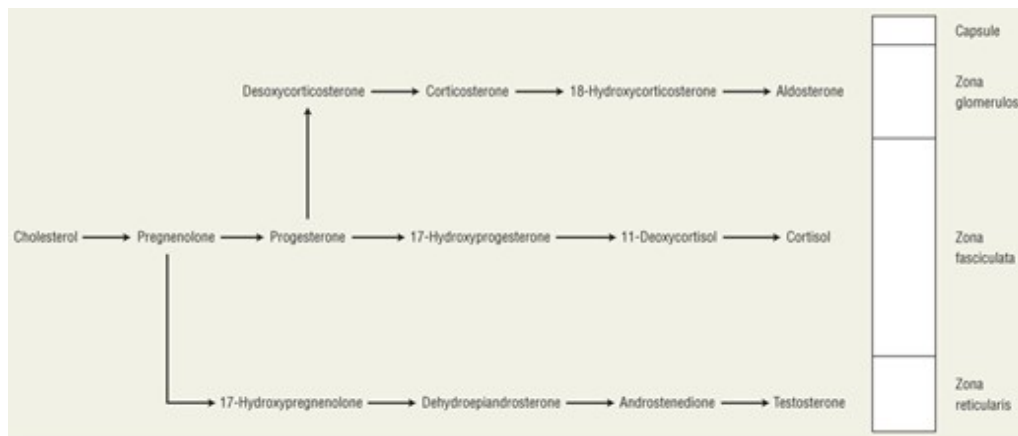 Capsule
Desoxycorticosterone Corticosterone 18-Hydroxycorticosterone Aldosterone
Zona
glomerulos
Cholesterol Pregnenolone Progesterone 17-Hydroxyprogesterone 11-Deoxycortisol Cortisol
Zona
fasciculata
17-Hydroxypregnenolone Dehydroepiandrosterone Androstenedione Testosterone
Zona
reticularis